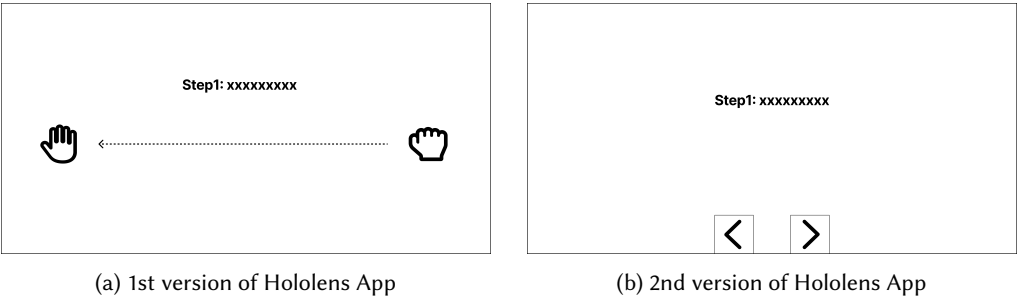 Step1: xxxxxxxxx
Step1: xxxxxxxxx
(a) 1st version of Hololens App
(b) 2nd version of Hololens App